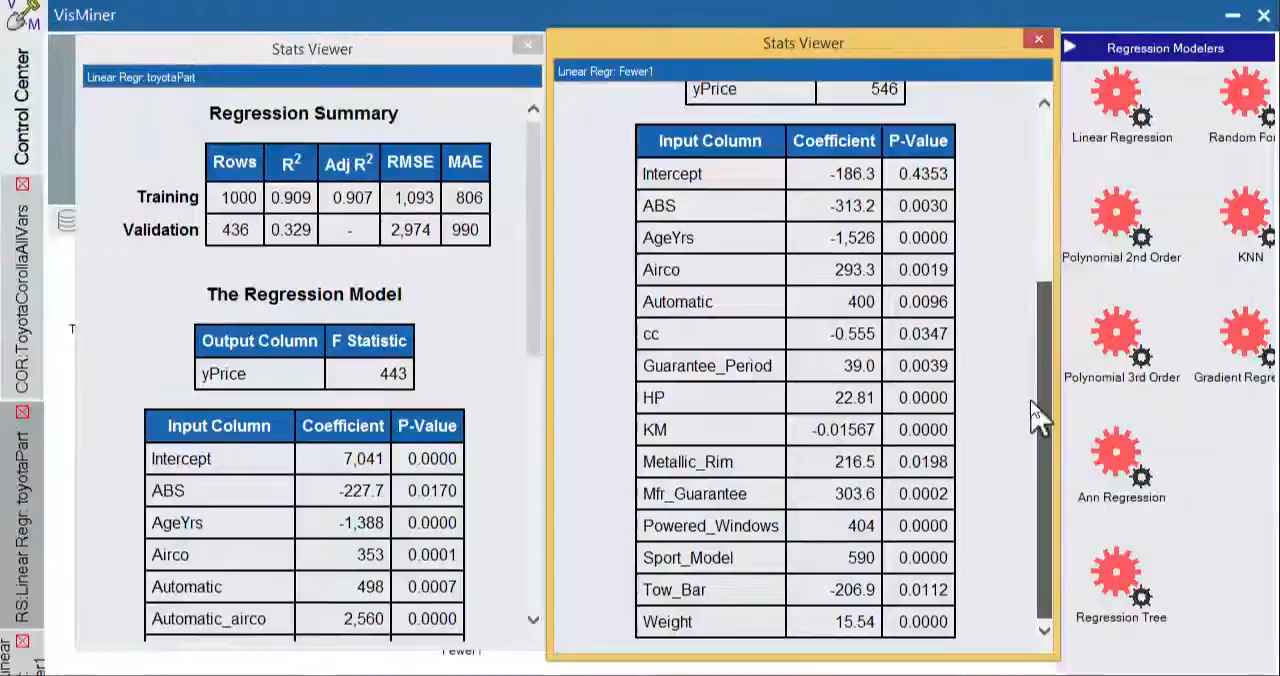 V
M
VisMiner
Control Center
COR:ToyotaCorollaAllVars
RS:Linear Regr: toyotaPart
Stats Viewer
Linear Regr: toyotaPart
Regression Summary
Rows R² Adj R² RMSE MAE
Training 1000 0.909 0.907 1,093 806
Validation 436 0.329 - 2,974 990
The Regression Model
Output Column F Statistic
yPrice 443
Input Column Coefficient P-Value
Intercept 7,041 0.0000
ABS -227.7 0.0170
AgeYrs -1,388 0.0000
Airco 353 0.0001
Automatic 498 0.0007
Automatic_airco 2,560 0.0000
Stats Viewer
Linear Regr: Fewer1
yPrice 546
Input Column Coefficient P-Value
Intercept -186.3 0.4353
ABS -313.2 0.0030
AgeYrs -1,526 0.0000
Airco 293.3 0.0019
Automatic 400 0.0096
cc -0.555 0.0347
Guarantee_Period 39.0 0.0039
HP 22.81 0.0000
KM -0.01567 0.0000
Metallic_Rim 216.5 0.0198
Mfr_Guarantee 303.6 0.0002
Powered_Windows 404 0.0000
Sport_Model 590 0.0000
Tow_Bar -206.9 0.0112
Weight 15.54 0.0000
Regression Modelers
Linear Regression
Random For
Polynomial 2nd Order
KNN
Polynomial 3rd Order
Gradient Regre
Ann Regression
Regression Tree